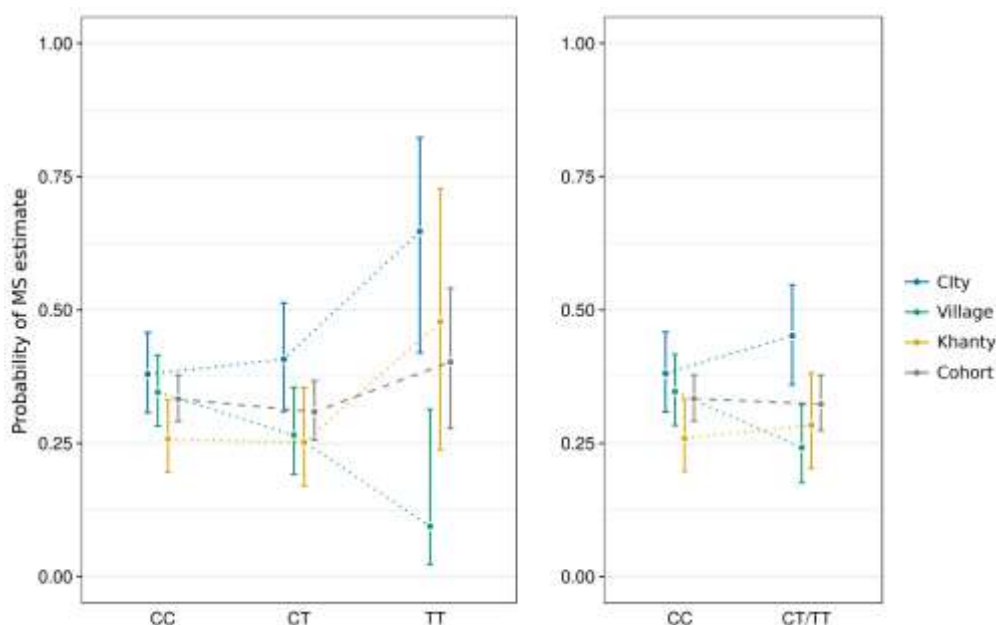 Probability of MS estimate
1.00
0.75
0.50
0.25
0.00
CC
CT
TT
1.00
0.75
0.50
0.25
0.00
CC
CT/TT
City
Village
Khanty
Cohort